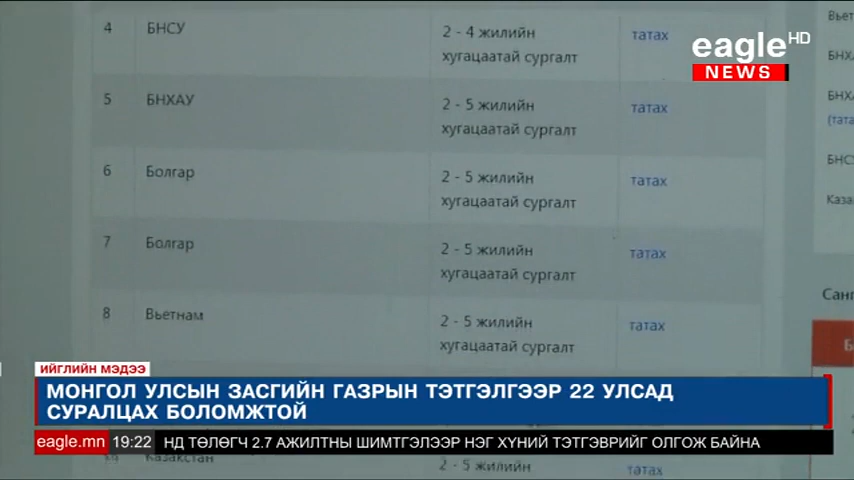 4 БНСУ 2 - 4 жилийн хугацаатай сургалт татах
5 БНХАУ 2 - 5 жилийн хугацаатай сургалт татах
6 Болгар 2 - 5 жилийн хугацаатай сургалт татах
7 Болгар 2 - 5 жилийн хугацаатай сургалт татах
8 Вьетнам 2 - 5 жилийн хугацаатай сургалт татах
Казакстан 2 - 5 жилийн татах
eagle HD
NEWS
ИЙГЛИЙН МЭДЭЭ
МОНГОЛ УЛСЫН ЗАСГИЙН ГАЗРЫН ТЭТГЭЛГЭЭР 22 УЛСАД
СУРАЛЦАХ БОЛОМЖТОЙ
eagle.mn 19:22 НД ТӨЛӨГЧ 2.7 АЖИЛТНЫ ШИМТГЭЛЭЭР НЭГ ХҮНИЙ ТЭТГЭВРИЙГ ОЛГОЖ БАЙНА